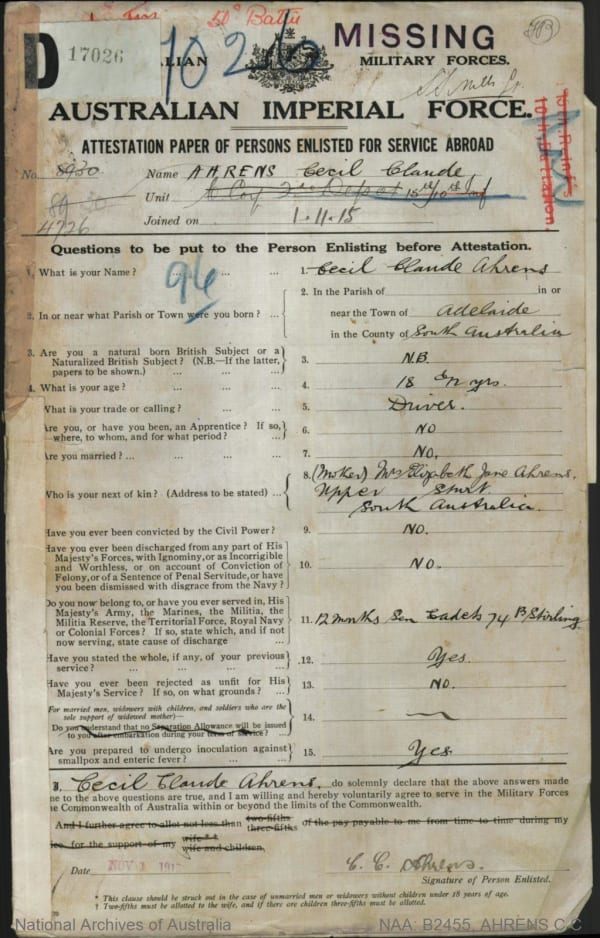 50th Battn
D 17026
MISSING
MILITARY FORCES.
AUSTRALIAN IMPERIAL FORCE.
ATTESTATION PAPER OF PERSONS ENLISTED FOR SERVICE ABROAD
No. 8930 Name AHRENS Cecil Claude
4726 Unit 2nd Depot 15th/10th Inf
Joined on 1.11.15
Questions to be put to the Person Enlisting before Attestation.
1. What is your Name? ... ... ... 1. Cecil Claude Ahrens
96
2. In or near what Parish or Town were you born? ... 2. In the Parish of in or
near the Town of Adelaide
in the County of South Australia
3. Are you a natural born British Subject or a
Naturalized British Subject? (N.B.—If the latter,
papers to be shown.) ... ... 3. N.B.
4. What is your age? ... ... ... 4. 18 yrs.
What is your trade or calling? ... ... 5. Driver.
Are you, or have you been, an Apprentice? If so,
where, to whom, and for what period? ... 6. NO
Are you married? ... ... ... ... 7. NO.
Who is your next of kin? (Address to be stated) ... 8. (Mother) Mrs Elizabeth Jane Ahrens.
Upper Sturt
South Australia.
Have you ever been convicted by the Civil Power? 9. NO.
Have you ever been discharged from any part of His
Majesty's Forces, with Ignominy, or as Incorrigible
and Worthless, or on account of Conviction of
Felony, or of a Sentence of Penal Servitude, or have
you been dismissed with disgrace from the Navy? 10. NO.
Do you now belong to, or have you ever served in, His
Majesty's Army, the Marines, the Militia, the
Militia Reserve, the Territorial Force, Royal Navy
or Colonial Forces? If so, state which, and if not
now serving, state cause of discharge 11. 12 months Sen Cadets 74 B Stirling
Have you stated the whole, if any, of your previous
service? ... ... ... ... 12. Yes.
Have you ever been rejected as unfit for His
Majesty's Service? If so, on what grounds? ... 13. NO.
For married men, widowers with children, and soldiers who are the
sole support of widowed mother)—
Do you understand that no Separation Allowance will be issued
to you after embarkation during your term of service? ... 14.
Are you prepared to undergo inoculation against
smallpox and enteric fever? ... ... 15. Yes
I, Cecil Claude Ahrens, do solemnly declare that the above answers made
me to the above questions are true, and I am willing and hereby voluntarily agree to serve in the Military Forces
the Commonwealth of Australia within or beyond the limits of the Commonwealth.
And I further agree to allot not less than two-fifths three-fifths of the pay payable to me from time to time during my
for the support of my wife*† wife and children.
Date NOV 1 191 C. C. Ahrens.
Signature of Person Enlisted.
* This clause should be struck out in the case of unmarried men or widowers without children under 18 years of age.
† Two-fifths must be allotted to the wife, and if there are children three-fifths must be allotted.
National Archives of Australia NAA: B2455, AHRENS C C